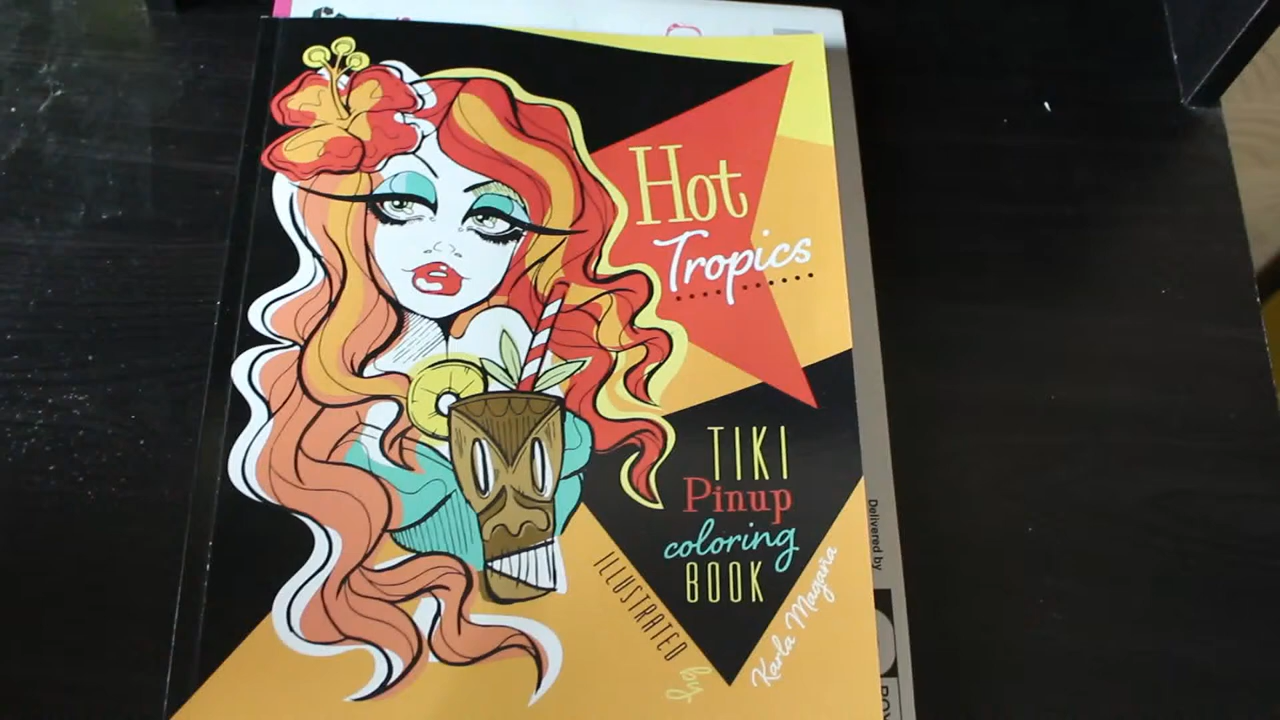 Hot
Tropics
TIKI
Pinup
coloring
BOOK
ILLUSTRATED by
Karla Magaña
Delivered by